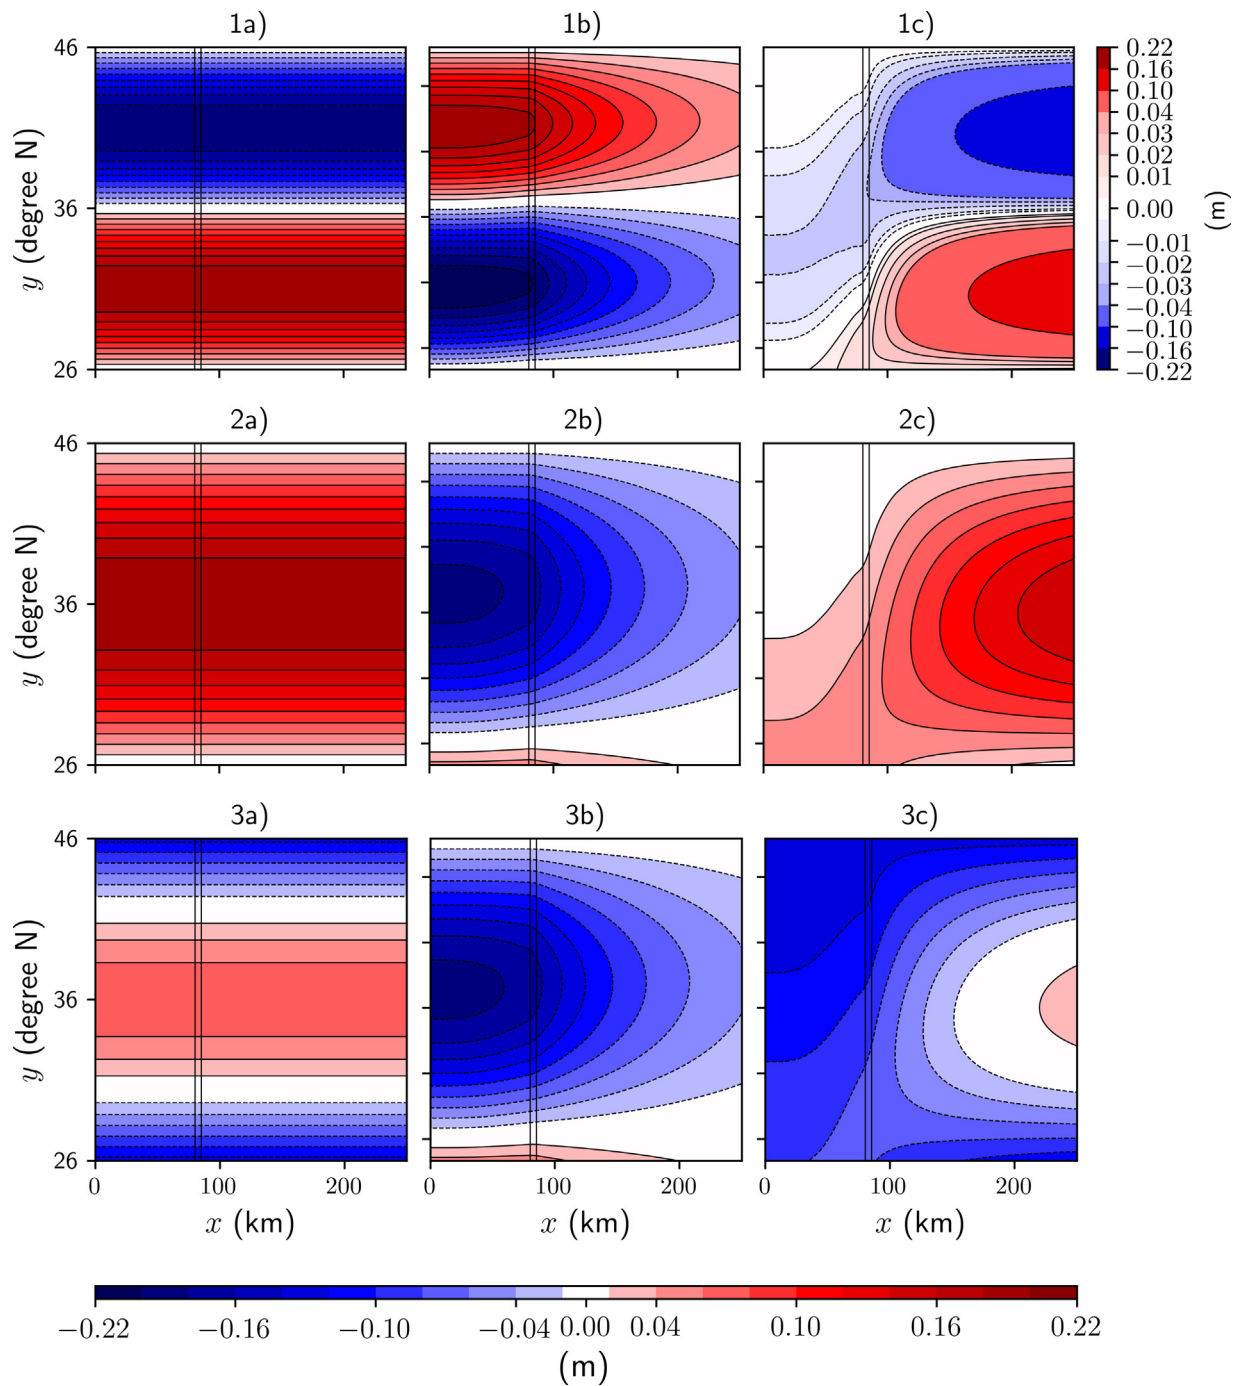 1a) 1b) 1c)
46
36
26
y (degree N)
0.22
0.16
0.10
0.04
0.03
0.02
0.01
0.00
−0.01
−0.02
−0.03
−0.04
−0.10
−0.16
−0.22
(m)
2a) 2b) 2c)
46
36
26
y (degree N)
3a) 3b) 3c)
46
36
26
y (degree N)
0 100 200 0 100 200 0 100 200
x (km) x (km) x (km)
−0.22 −0.16 −0.10 −0.04 0.00 0.04 0.10 0.16 0.22
(m)